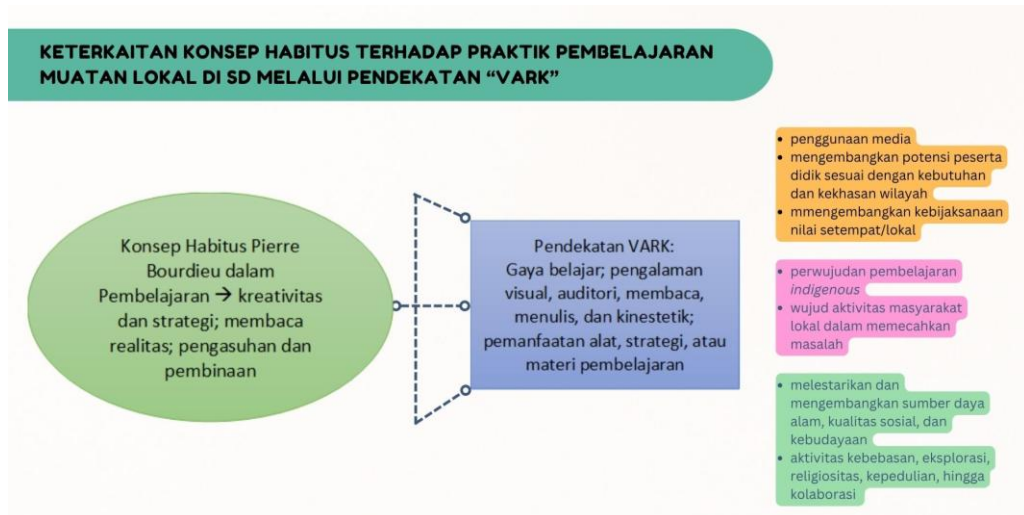 KETERKAITAN KONSEP HABITUS TERHADAP PRAKTIK PEMBELAJARAN
MUATAN LOKAL DI SD MELALUI PENDEKATAN “VARK”
Konsep Habitus Pierre
Bourdieu dalam
Pembelajaran → kreativitas
dan strategi; membaca
realitas; pengasuhan dan
pembinaan
Pendekatan VARK:
Gaya belajar; pengalaman
visual, auditori, membaca,
menulis, dan kinestetik;
pemanfaatan alat, strategi, atau
materi pembelajaran
• penggunaan media
• mengembangkan potensi peserta
didik sesuai dengan kebutuhan
dan kekhasan wilayah
• mmengembangkan kebijaksanaan
nilai setempat/lokal
• perwujudan pembelajaran
indigenous
• wujud aktivitas masyarakat
lokal dalam memecahkan
masalah
• melestarikan dan
mengembangkan sumber daya
alam, kualitas sosial, dan
kebudayaan
• aktivitas kebebasan, eksplorasi,
religiositas, kepedulian, hingga
kolaborasi